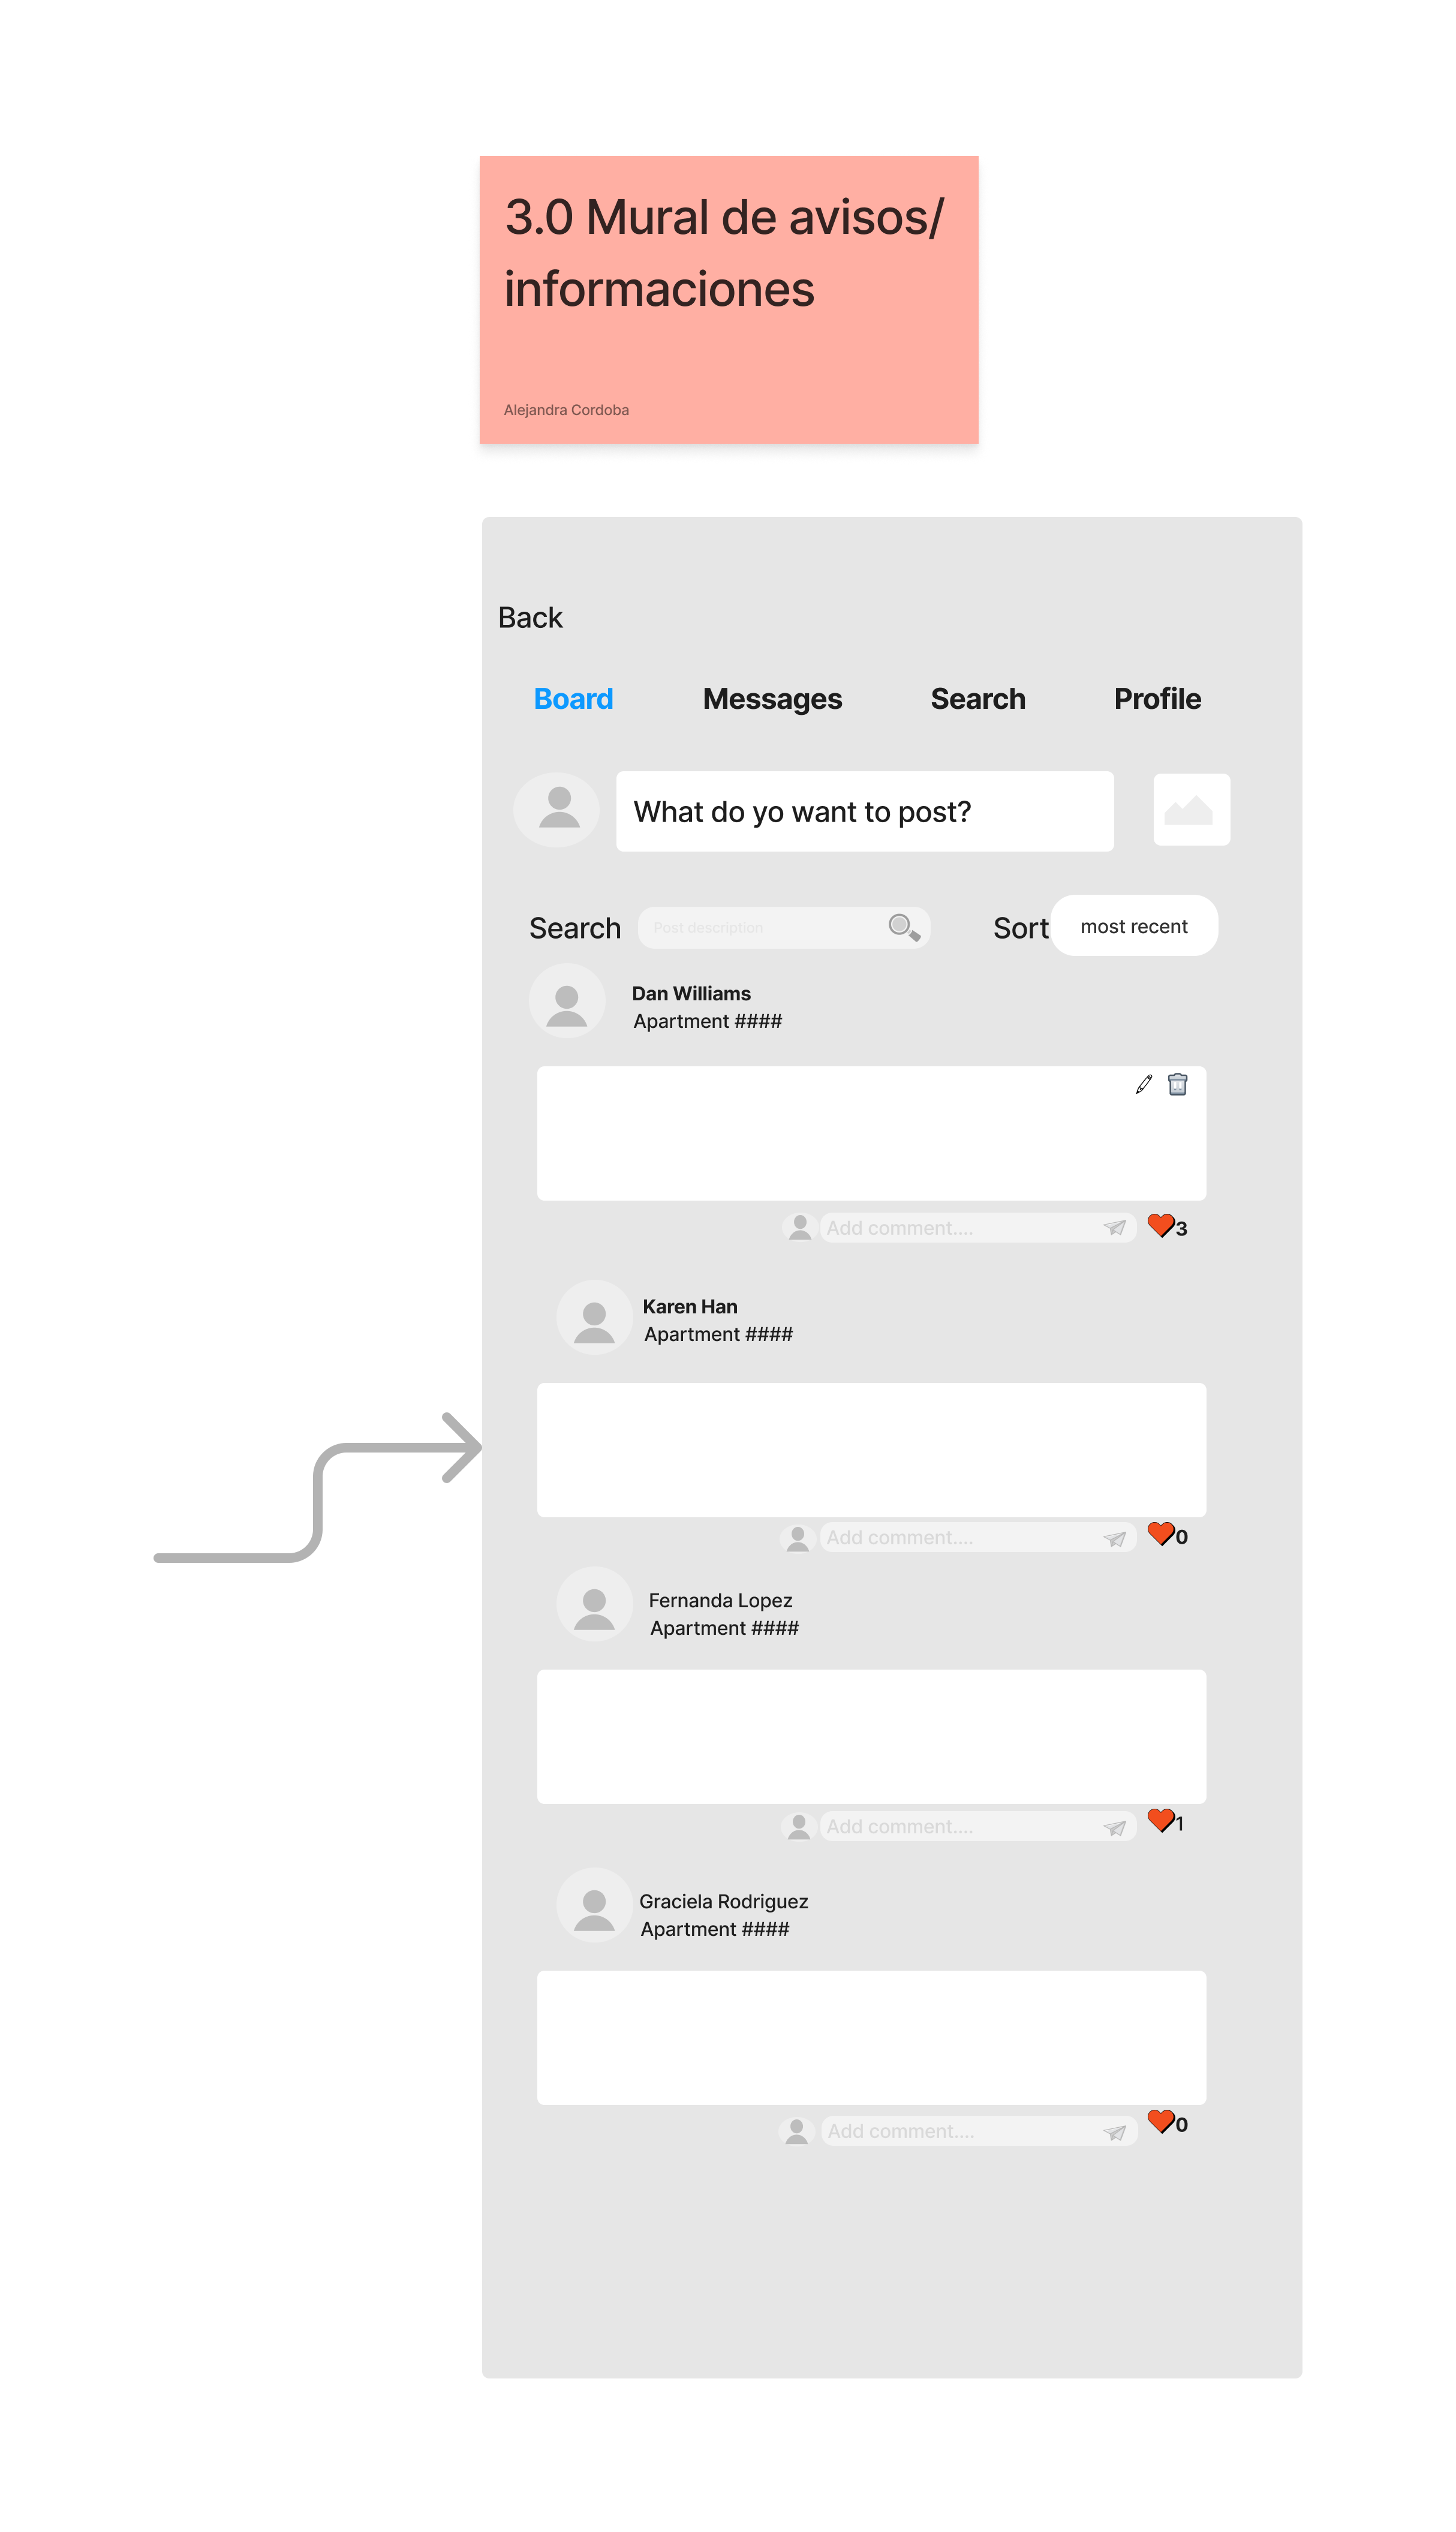 3.0 Mural de avisos/
informaciones
Alejandra Cordoba
Back
Board Messages Search Profile
What do yo want to post?
Search Post description Sort most recent
Dan Williams
Apartment ####
Add comment.... 3
Karen Han
Apartment ####
Add comment.... 0
Fernanda Lopez
Apartment ####
Add comment.... 1
Graciela Rodriguez
Apartment ####
Add comment.... 0